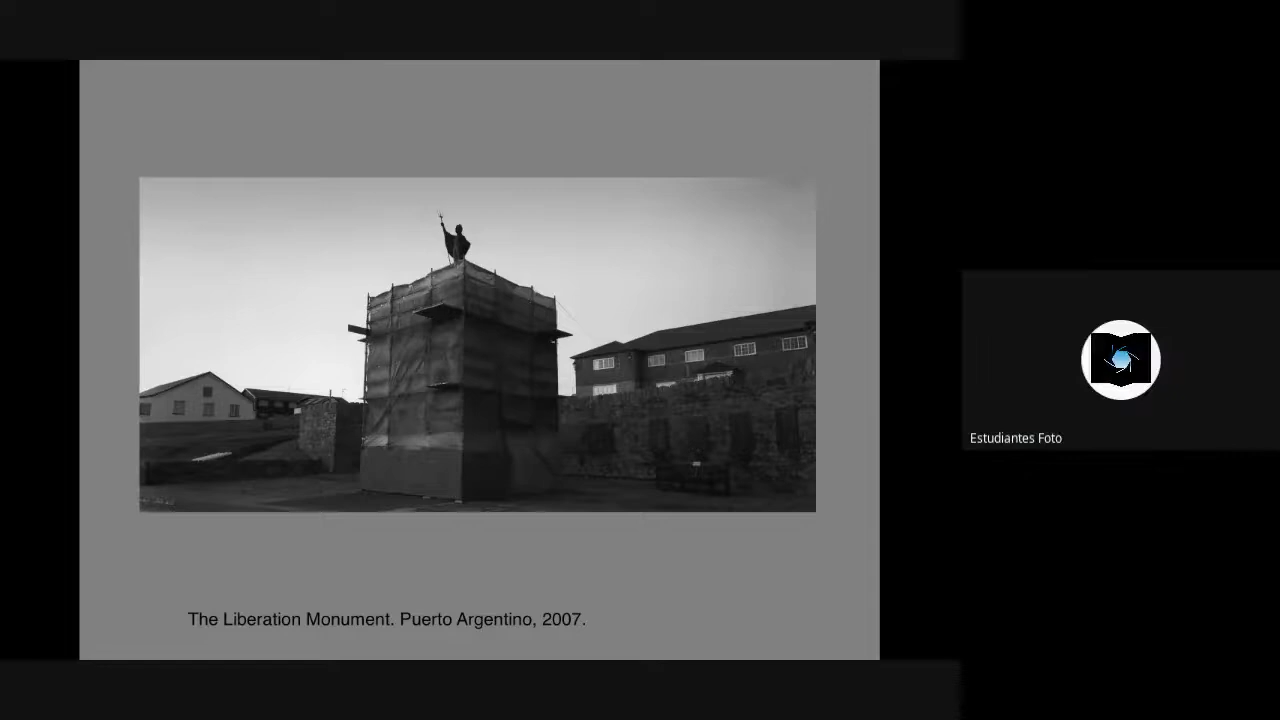 The Liberation Monument. Puerto Argentino, 2007.
Estudiantes Foto